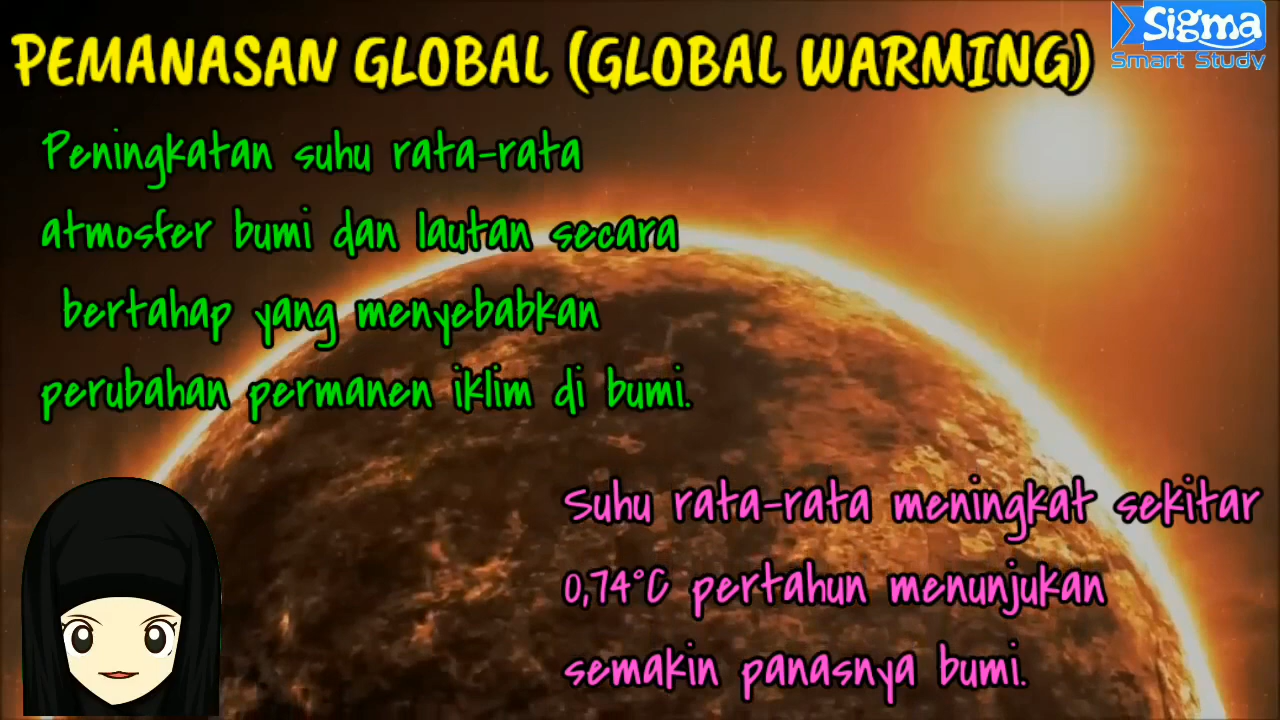 PEMANASAN GLOBAL (GLOBAL WARMING)
Sigma
Smart Study
Peningkatan suhu rata-rata
atmosfer bumi dan lautan secara
bertahap yang menyebabkan
perubahan permanen iklim di bumi.
Suhu rata-rata meningkat sekitar
0,74°C pertahun menunjukan
semakin panasnya bumi.